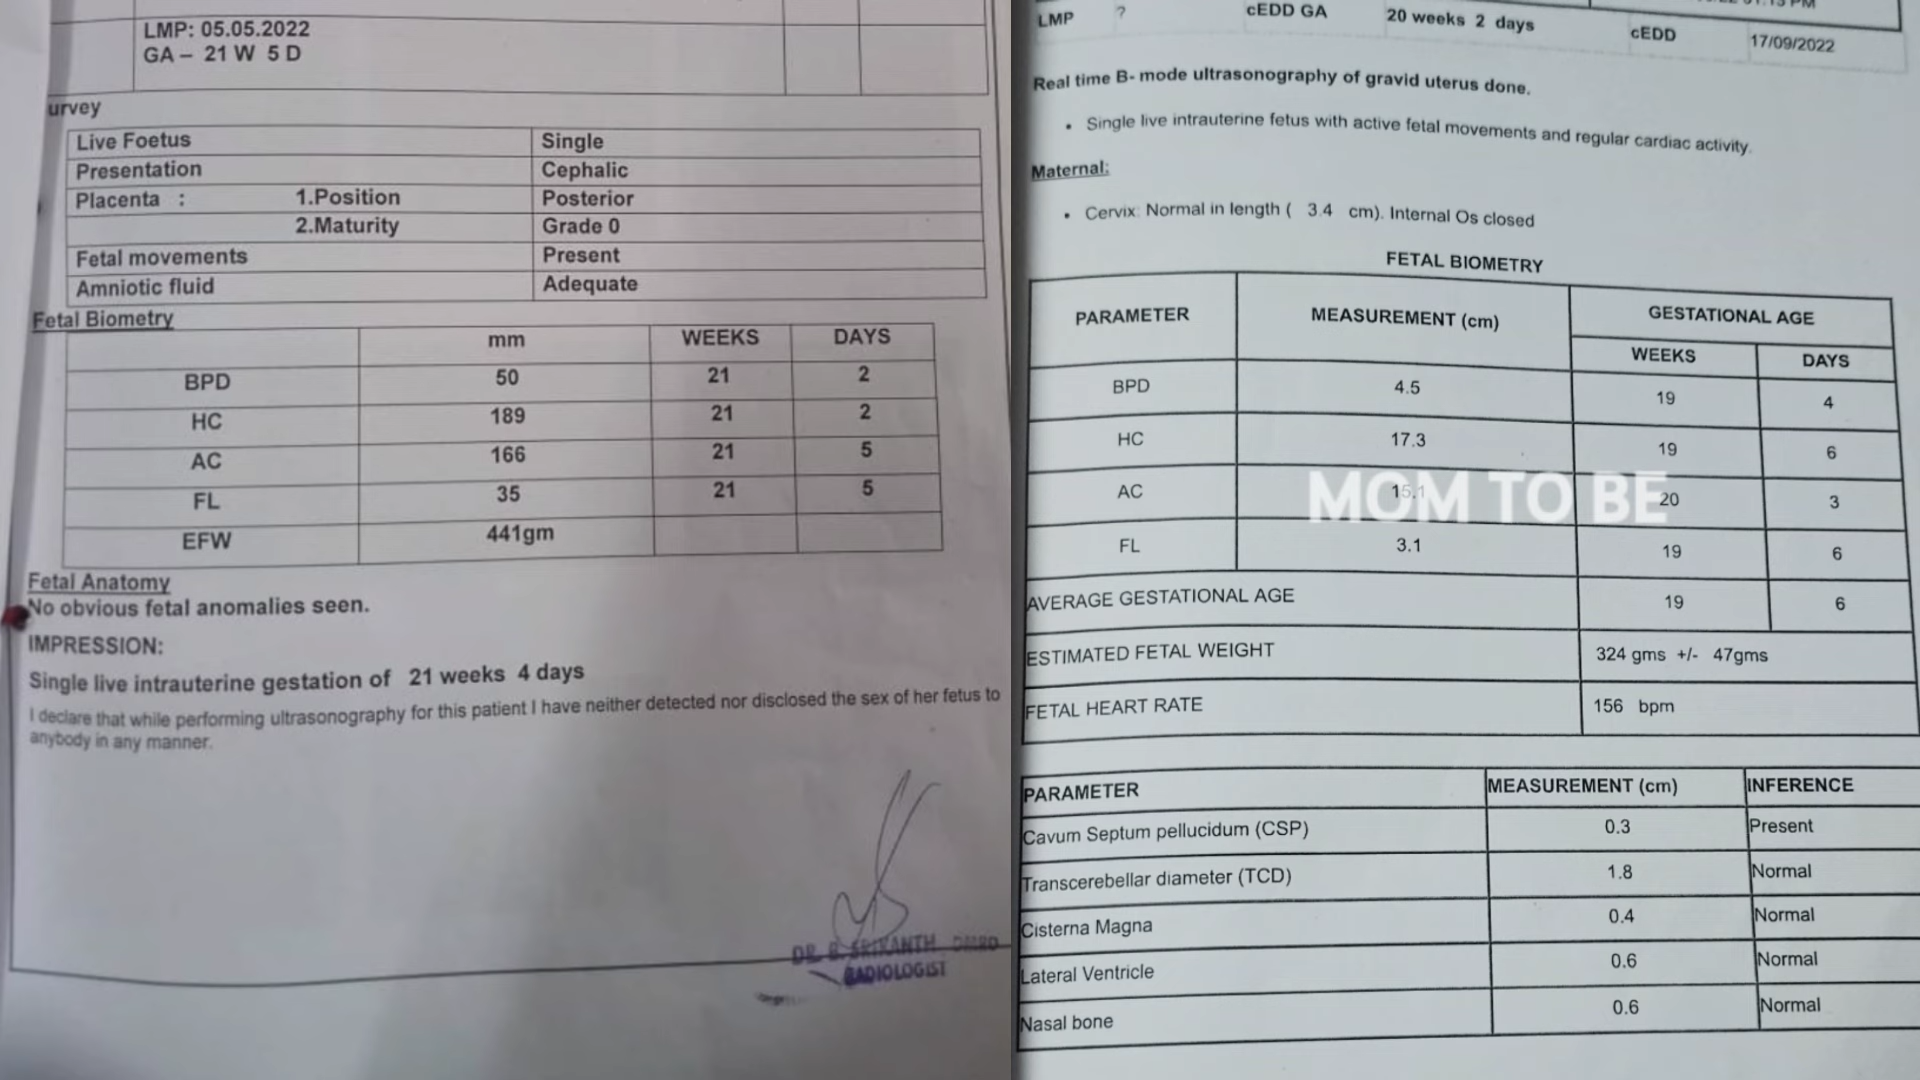 LMP: 05.05.2022
GA – 21 W 5 D
urvey
Live Foetus Single
Presentation Cephalic
Placenta : 1.Position Posterior
2.Maturity Grade 0
Fetal movements Present
Amniotic fluid Adequate
Fetal Biometry
mm WEEKS DAYS
BPD 50 21 2
HC 189 21 2
AC 166 21 5
FL 35 21 5
EFW 441gm
Fetal Anatomy
No obvious fetal anomalies seen.
IMPRESSION:
Single live intrauterine gestation of 21 weeks 4 days
I declare that while performing ultrasonography for this patient I have neither detected nor disclosed the sex of her fetus to
anybody in any manner.
DR. B. SRIKANTH DMRD
RADIOLOGIST
LMP ? cEDD GA 20 weeks 2 days cEDD 17/09/2022
Real time B- mode ultrasonography of gravid uterus done.
• Single live intrauterine fetus with active fetal movements and regular cardiac activity.
Maternal:
• Cervix: Normal in length ( 3.4 cm). Internal Os closed
FETAL BIOMETRY
PARAMETER MEASUREMENT (cm) GESTATIONAL AGE
WEEKS DAYS
BPD 4.5 19 4
HC 17.3 19 6
AC 15.1 20 3
MOM TO BE
FL 3.1 19 6
AVERAGE GESTATIONAL AGE 19 6
ESTIMATED FETAL WEIGHT 324 gms +/- 47gms
FETAL HEART RATE 156 bpm
PARAMETER MEASUREMENT (cm) INFERENCE
Cavum Septum pellucidum (CSP) 0.3 Present
Transcerebellar diameter (TCD) 1.8 Normal
Cisterna Magna 0.4 Normal
Lateral Ventricle 0.6 Normal
Nasal bone 0.6 Normal